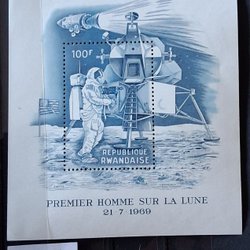 100F
REPUBLIQUE
RWANDAISE
PREMIER HOMME SUR LA LUNE
21 7 1969